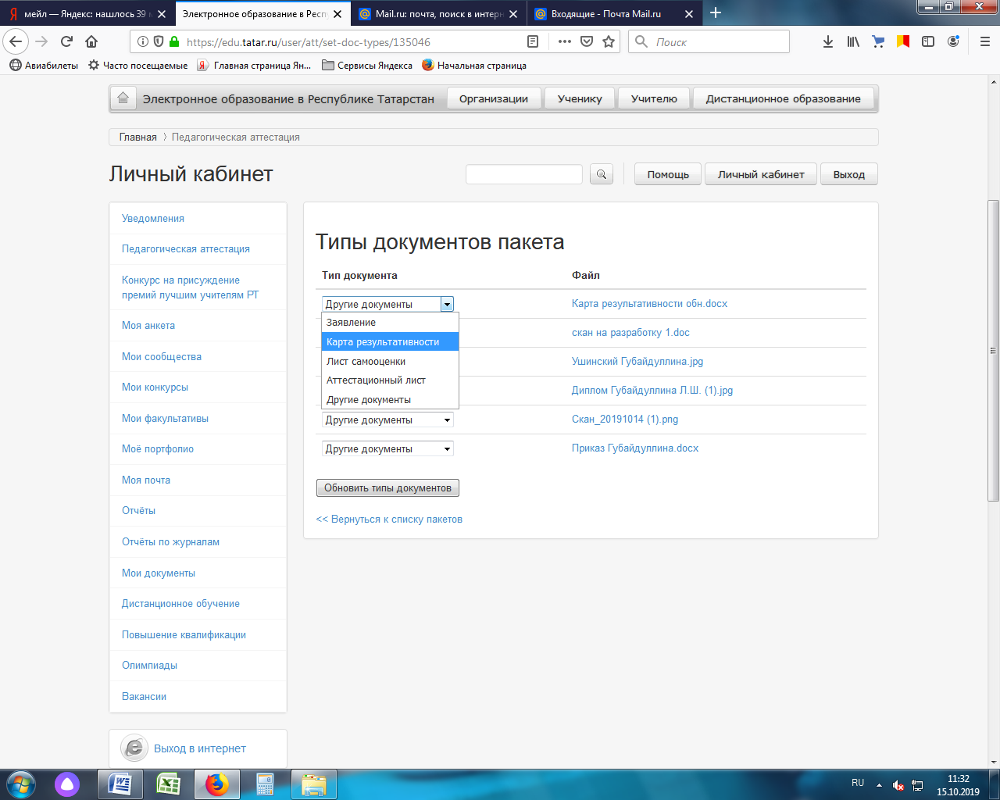 мейл — Яндекс: нашлось 39 м
Электронное образование в Респу
Mail.ru: почта, поиск в интерн
Входящие - Почта Mail.ru
https://edu.tatar.ru/user/att/set-doc-types/135046
Поиск
Авиабилеты
Часто посещаемые
Главная страница Ян...
Сервисы Яндекса
Начальная страница
Электронное образование в Республике Татарстан
Организации
Ученику
Учителю
Дистанционное образование
Главная
Педагогическая аттестация
Личный кабинет
Помощь
Личный кабинет
Выход
Уведомления
Педагогическая аттестация
Конкурс на присуждение
премий лучшим учителям РТ
Моя анкета
Мои сообщества
Мои конкурсы
Мои факультативы
Моё портфолио
Моя почта
Отчёты
Отчёты по журналам
Мои документы
Дистанционное обучение
Повышение квалификации
Олимпиады
Вакансии
Выход в интернет
Типы документов пакета
Тип документа
Файл
Другие документы
Карта результативности обн.docx
Заявление
Карта результативности
Лист самооценки
Аттестационный лист
Другие документы
скан на разработку 1.doc
Ушинский Губайдуллина.jpg
Диплом Губайдуллина Л.Ш. (1).jpg
Другие документы
Скан_20191014 (1).png
Другие документы
Приказ Губайдуллина.docx
Обновить типы документов
<< Вернуться к списку пакетов
RU
11:32
15.10.2019